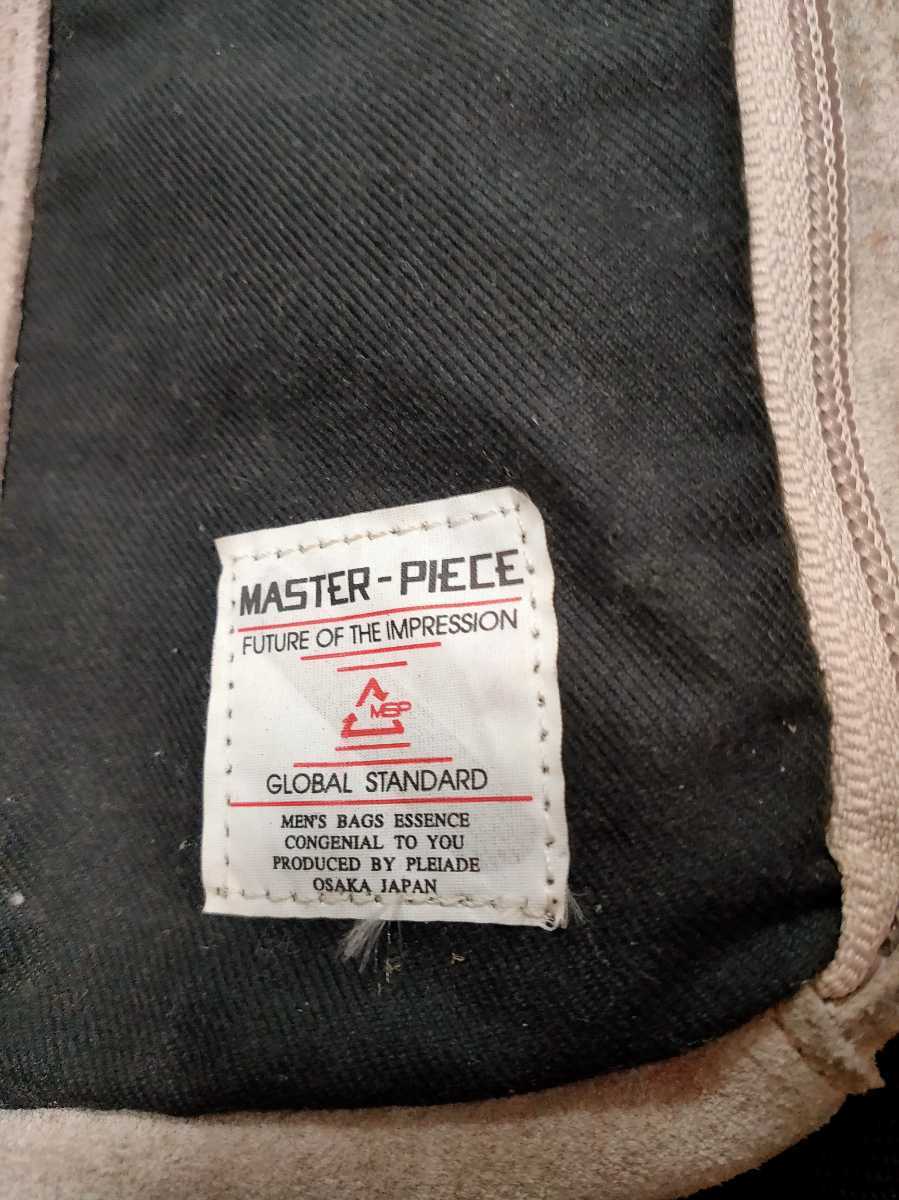 MASTER-PIECE
FUTURE OF THE IMPRESSION
MSP
GLOBAL STANDARD
MEN'S BAGS ESSENCE
CONGENIAL TO YOU
PRODUCED BY PLEIADE
OSAKA JAPAN